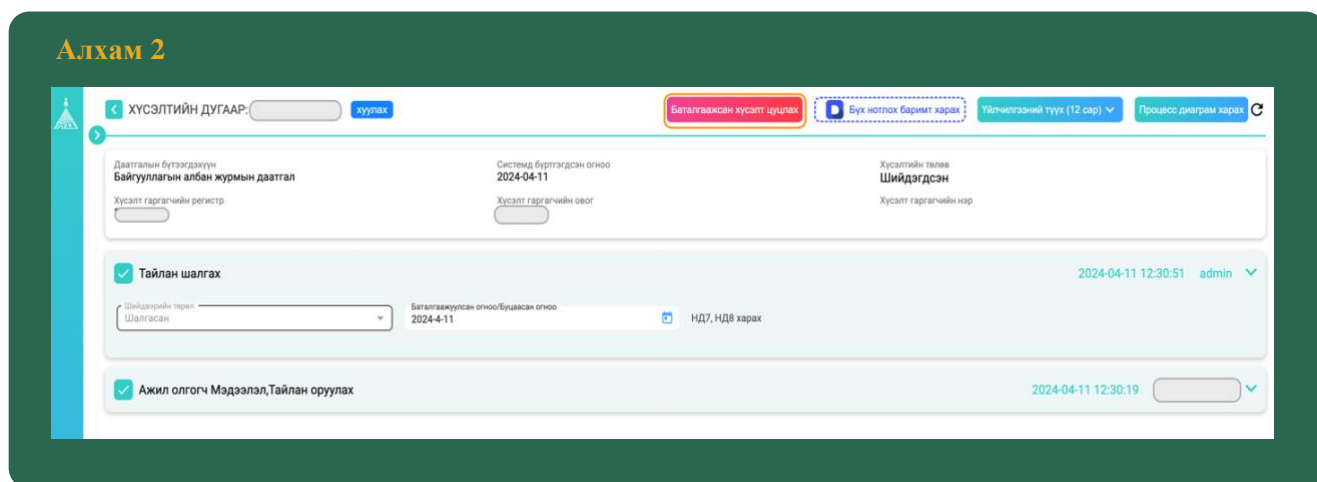 Алхам 2
ХҮСЭЛТИЙН ДУГААР:
хуулах
Баталгаажсан хүсэлт цуцлах
Бүх нотлох баримт харах
Үйлчилгээний түүх (12 сар)
Процесс диаграм харах
Даатгалын бүтээгдэхүүн
Байгууллагын албан журмын даатгал
Системд бүртгэгдсэн огноо
2024-04-11
Хүсэлтийн төлөв
Шийдэгдсэн
Хүсэлт гаргагчийн регистр
Хүсэлт гаргагчийн овог
Хүсэлт гаргагчийн нэр
Тайлан шалгах
2024-04-11 12:30:51 admin
Шийдвэрийн төрөл
Шалгасан
Баталгаажуулсан огноо/Буцаасан огноо
2024-4-11
НД7, НД8 харах
Ажил олгогч Мэдээлэл,Тайлан оруулах
2024-04-11 12:30:19